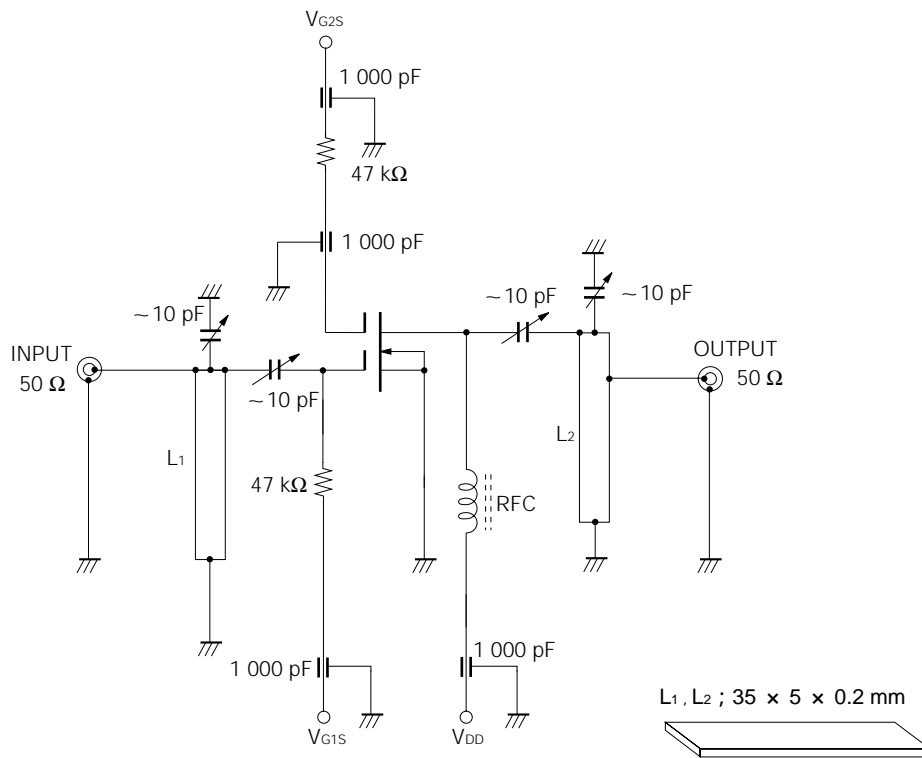 VG2S
1 000 pF
47 kΩ
1 000 pF
~10 pF
~10 pF
~10 pF
INPUT
50 Ω
OUTPUT
50 Ω
~10 pF
L1
L2
47 kΩ
RFC
1 000 pF
1 000 pF
L1, L2 ; 35 × 5 × 0.2 mm
VG1S
VDD